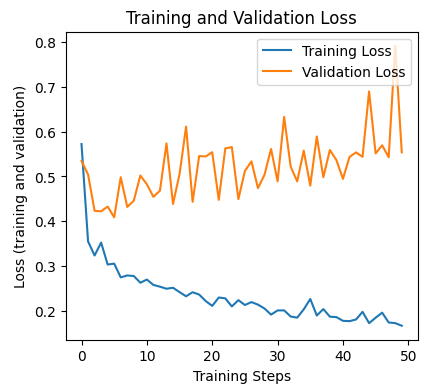 Training and Validation Loss
Training Loss
Validation Loss
Loss (training and validation)
0.8
0.7
0.6
0.5
0.4
0.3
0.2
0
10
20
30
40
50
Training Steps